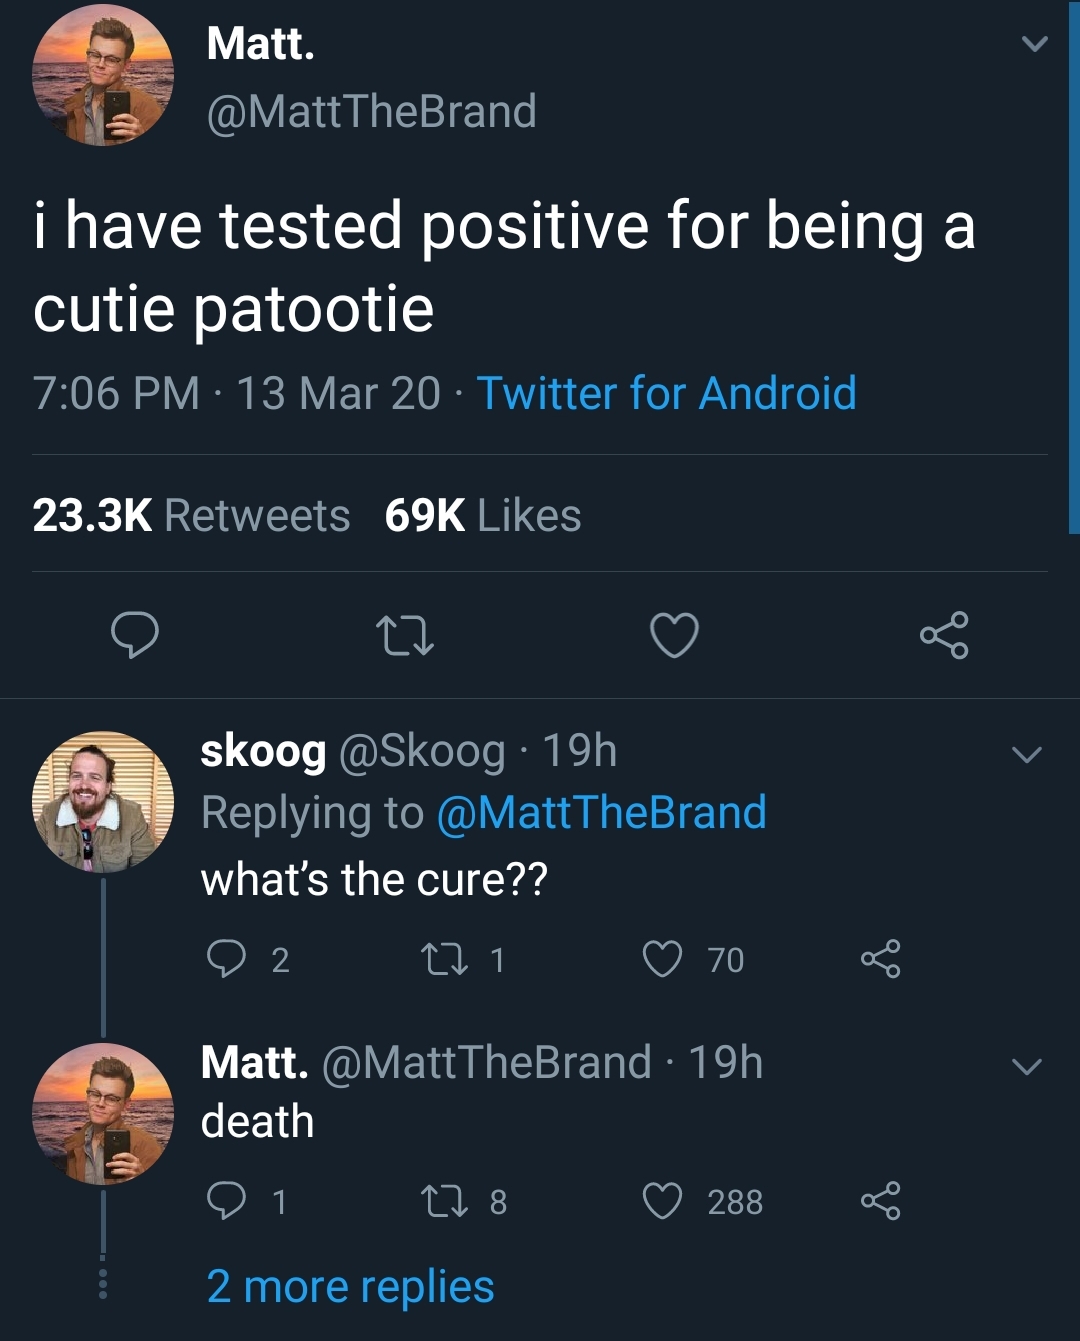 Matt.
@MattTheBrand
i have tested positive for being a
cutie patootie
7:06 PM · 13 Mar 20 · Twitter for Android
23.3K Retweets 69K Likes
skoog @Skoog · 19h
Replying to @MattTheBrand
what’s the cure??
2 1 70
Matt. @MattTheBrand · 19h
death
1 8 288
2 more replies